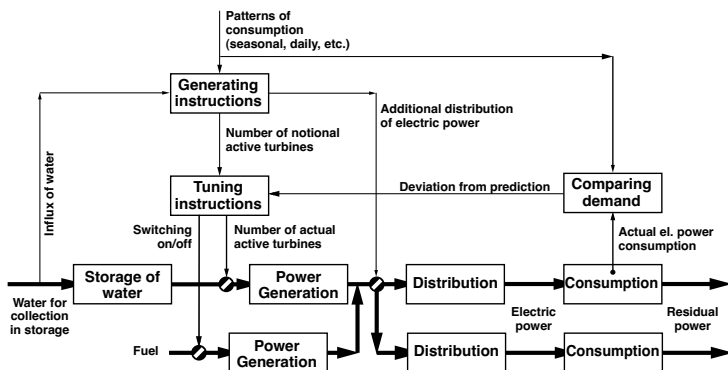 Patterns of
consumption
(seasonal, daily, etc.)
Generating
instructions
Additional distribution
of electric power
Influx of water
Number of notional
active turbines
Tuning
instructions
Deviation from prediction
Comparing
demand
Switching
on/off
Number of actual
active turbines
Actual el. power
consumption
Storage of
water
Power
Generation
Distribution
Consumption
Water for
collection
in storage
Electric
power
Residual
power
Fuel
Power
Generation
Distribution
Consumption